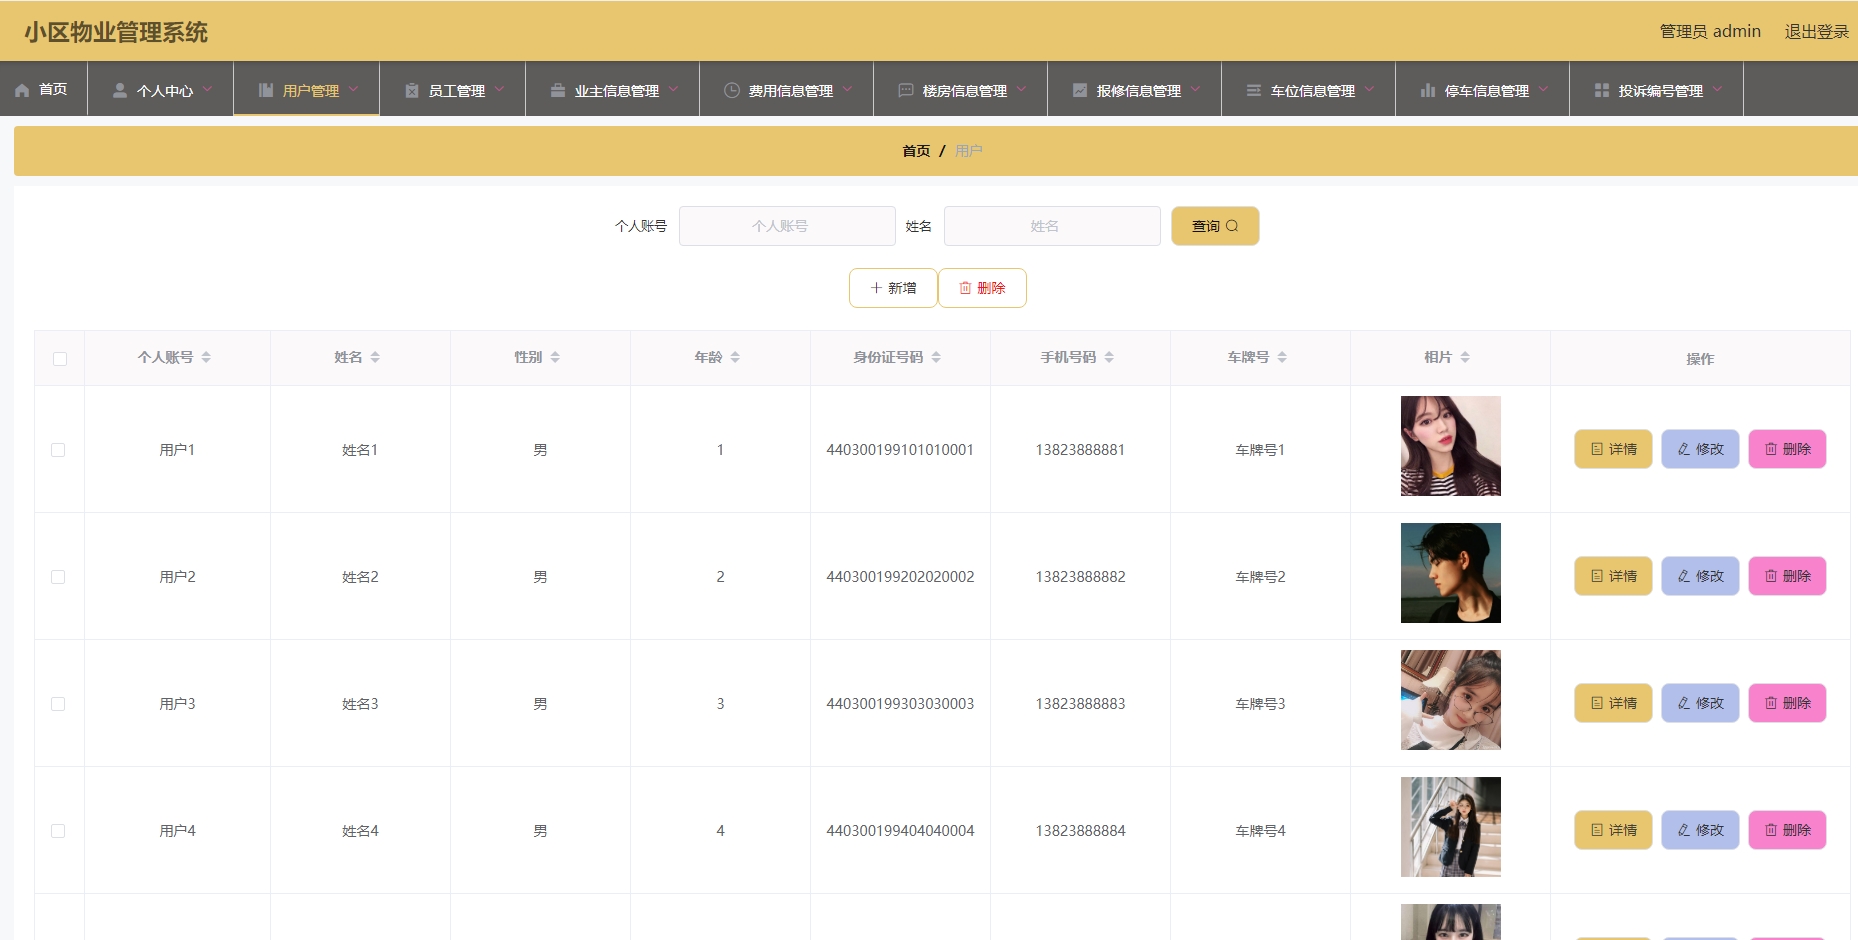 小区物业管理系统
管理员 admin 退出登录
首页 个人中心 用户管理 员工管理 业主信息管理 费用信息管理 楼房信息管理 报修信息管理 车位信息管理 停车信息管理 投诉编号管理
首页 / 用户
个人账号 个人账号 姓名 姓名 查询
新增 删除
个人账号 姓名 性别 年龄 身份证号码 手机号码 车牌号 相片 操作
用户1 姓名1 男 1 440300199101010001 13823888881 车牌号1 详情 修改 删除
用户2 姓名2 男 2 440300199202020002 13823888882 车牌号2 详情 修改 删除
用户3 姓名3 男 3 440300199303030003 13823888883 车牌号3 详情 修改 删除
用户4 姓名4 男 4 440300199404040004 13823888884 车牌号4 详情 修改 删除